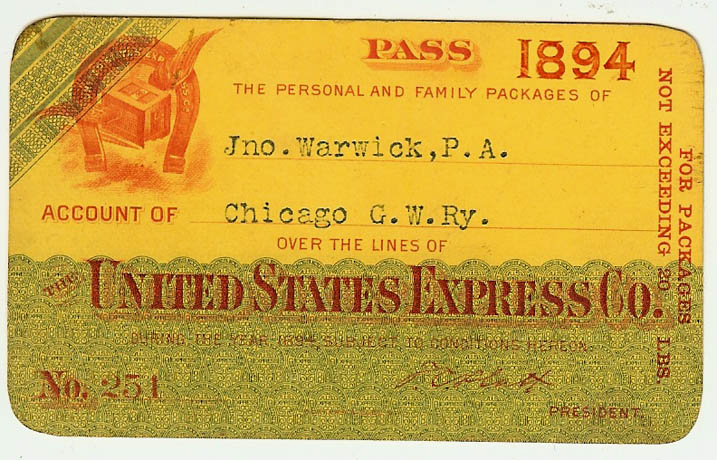 PASS 1894
THE PERSONAL AND FAMILY PACKAGES OF
Jno. Warwick, P.A.
ACCOUNT OF Chicago G.W.Ry.
OVER THE LINES OF
THE UNITED STATES EXPRESS CO.
DURING THE YEAR 1894, SUBJECT TO CONDITIONS HEREON.
No. 251
PRESIDENT.
FOR PACKAGES
NOT EXCEEDING 20 LBS.